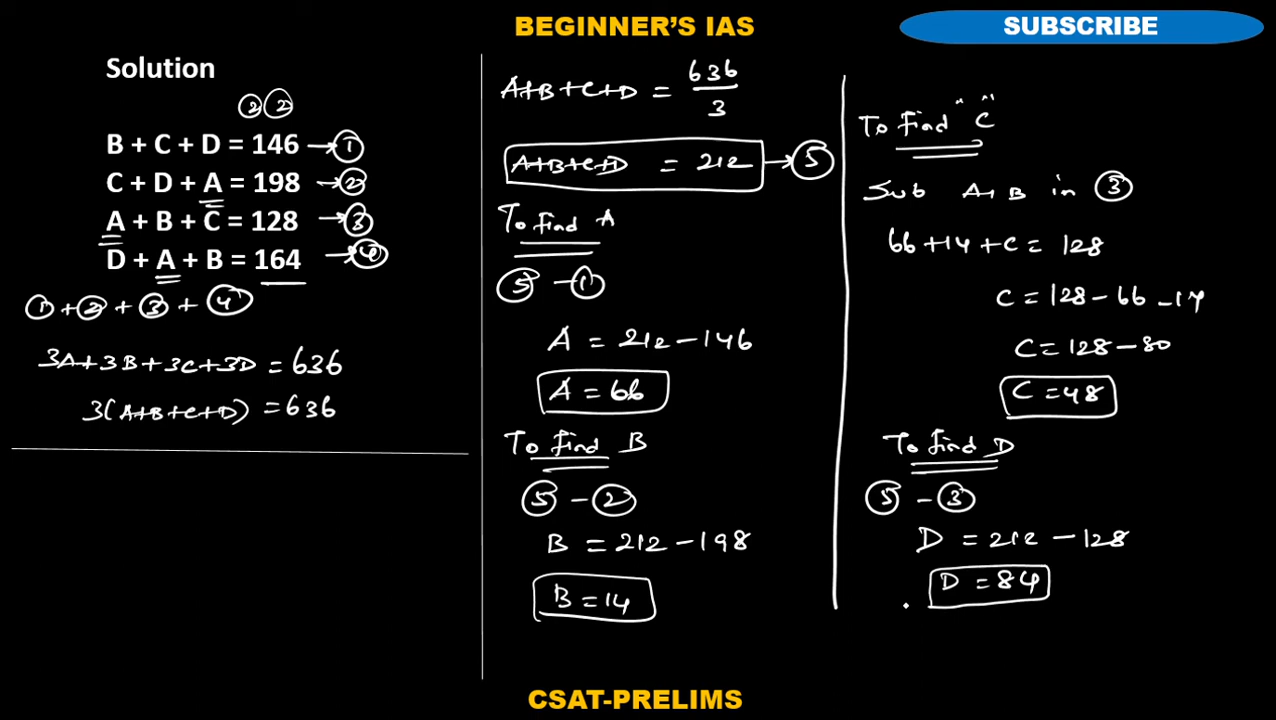 BEGINNER’S IAS
SUBSCRIBE
Solution
② ②
B + C + D = 146 → ①
C + D + A = 198 → ②
A + B + C = 128 → ③
D + A + B = 164 → ④
① + ② + ③ + ④
3A+3B+3C+3D = 636
3(A+B+C+D) = 636
A+B+C+D = 636/3
A+B+C+D = 212 → ⑤
To find A
⑤ - ①
A = 212 - 146
A = 66
To find B
⑤ - ②
B = 212 - 198
B = 14
To find "C"
Sub A+B in ③
66 + 14 + C = 128
C = 128 - 66 - 14
C = 128 - 80
C = 48
To find D
⑤ - ③
D = 212 - 128
D = 84
CSAT-PRELIMS